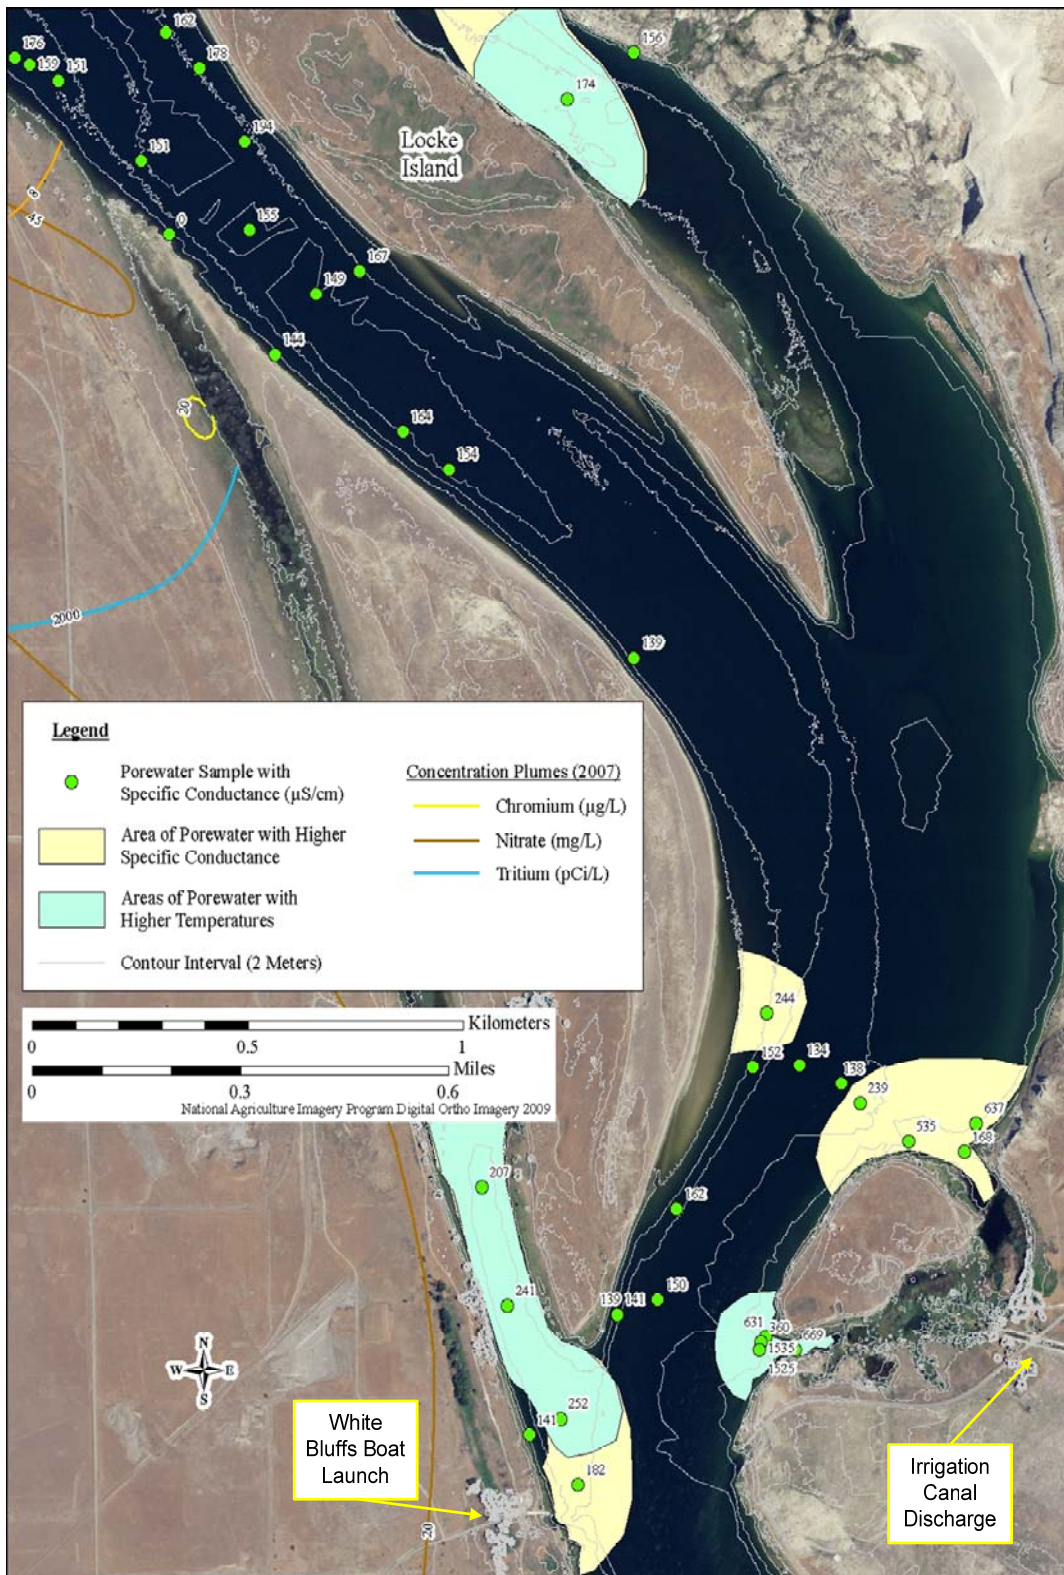 162
156
176
159
151
178
174
194
Locke
Island
151
8
45
0
155
167
149
144
20
164
154
2000
139
Legend
Porewater Sample with
Specific Conductance (µS/cm)
Area of Porewater with Higher
Specific Conductance
Areas of Porewater with
Higher Temperatures
Contour Interval (2 Meters)
Concentration Plumes (2007)
Chromium (µg/L)
Nitrate (mg/L)
Tritium (pCi/L)
244
Kilometers
0 0.5 1
Miles
0 0.3 0.6
National Agriculture Imagery Program Digital Ortho Imagery 2009
152
134
138
239
637
535
168
207
162
150
241
139 141
631 360
669
1535
1525
N
W E
S
252
141
182
White
Bluffs Boat
Launch
20
Irrigation
Canal
Discharge